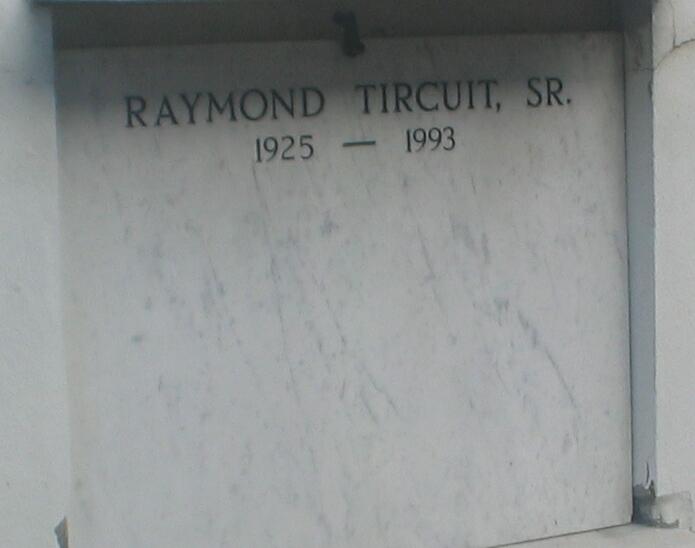 RAYMOND TIRCUIT, SR.
1925 — 1993